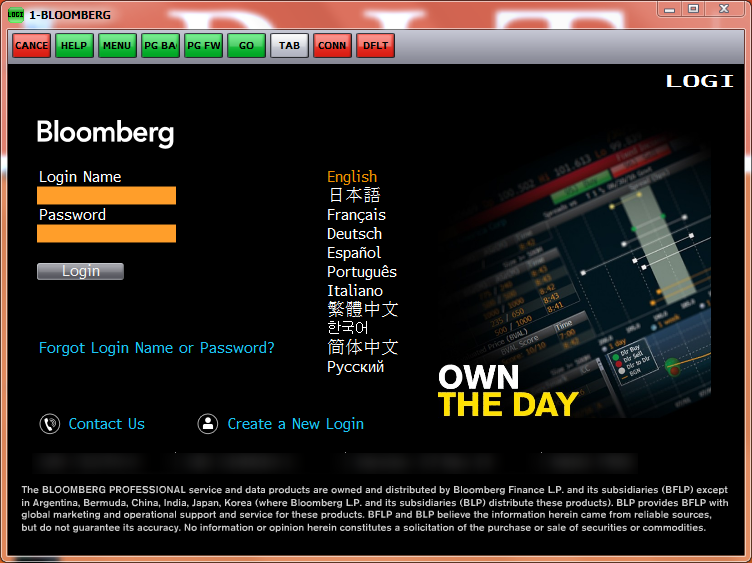 1-BLOOMBERG
CANCE HELP MENU PG BA PG FW GO TAB CONN DFLT
LOGI
Bloomberg
Login Name
Password
Login
English
日本語
Français
Deutsch
Español
Português
Italiano
繁體中文
한국어
简体中文
Русский
Forgot Login Name or Password?
OWN
THE DAY
Contact Us
Create a New Login
The BLOOMBERG PROFESSIONAL service and data products are owned and distributed by Bloomberg Finance L.P. and its subsidiaries (BFLP) except
in Argentina, Bermuda, China, India, Japan, Korea (where Bloomberg L.P. and its subsidiaries (BLP) distribute these products). BLP provides BFLP with
global marketing and operational support and service for these products. BFLP and BLP believe the information herein came from reliable sources,
but do not guarantee its accuracy. No information or opinion herein constitutes a solicitation of the purchase or sale of securities or commodities.